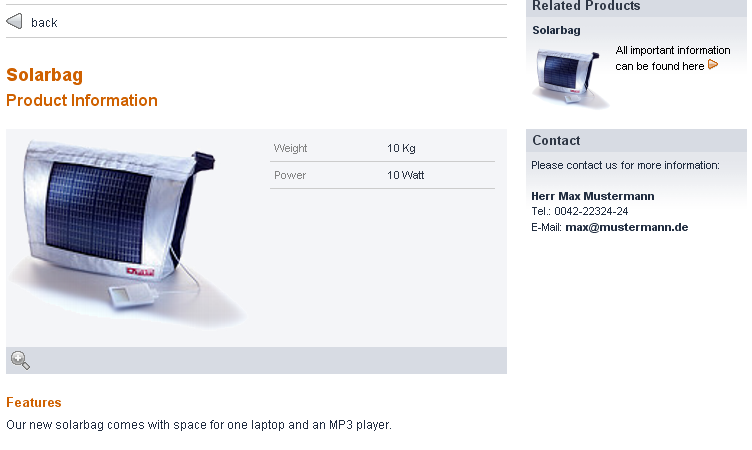 back
Solarbag
Product Information
Weight 10 Kg
Power 10 Watt
Features
Our new solarbag comes with space for one laptop and an MP3 player.
Related Products
Solarbag
All important information
can be found here
Contact
Please contact us for more information:
Herr Max Mustermann
Tel.: 0042-22324-24
E-Mail: max@mustermann.de